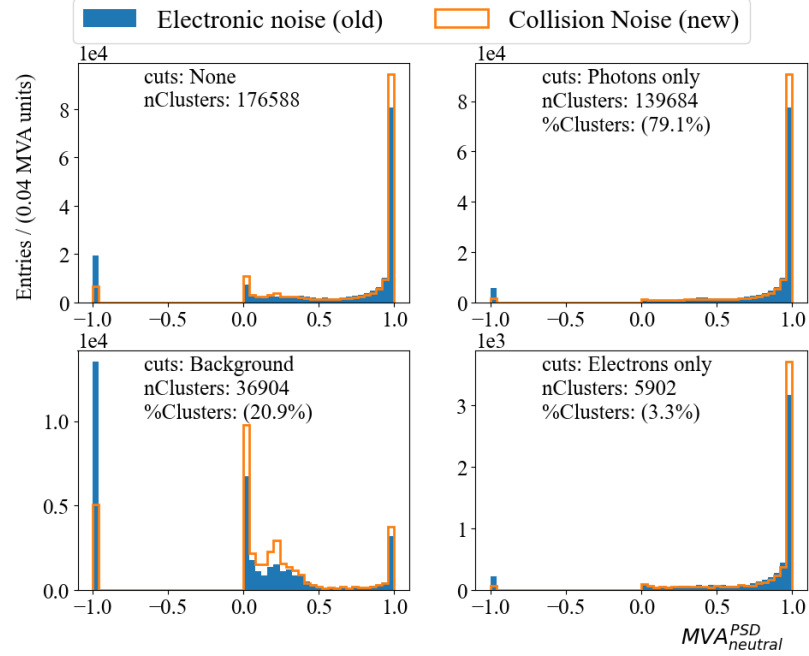 Electronic noise (old) Collision Noise (new)
1e4
cuts: None
nClusters: 176588
Entries / (0.04 MVA units)
8
6
4
2
0
−1.0 −0.5 0.0 0.5 1.0
1e4
cuts: Photons only
nClusters: 139684
%Clusters: (79.1%)
8
6
4
2
0
−1.0 −0.5 0.0 0.5 1.0
1e4
cuts: Background
nClusters: 36904
%Clusters: (20.9%)
1.0
0.5
0.0
−1.0 −0.5 0.0 0.5 1.0
1e3
cuts: Electrons only
nClusters: 5902
%Clusters: (3.3%)
3
2
1
0
−1.0 −0.5 0.0 0.5 1.0
MVA^{PSD}_{neutral}